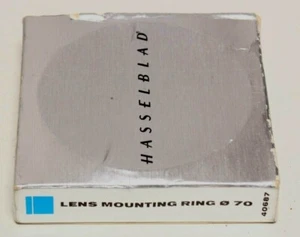 HASSELBLAD
LENS MOUNTING RING Ø 70
40687